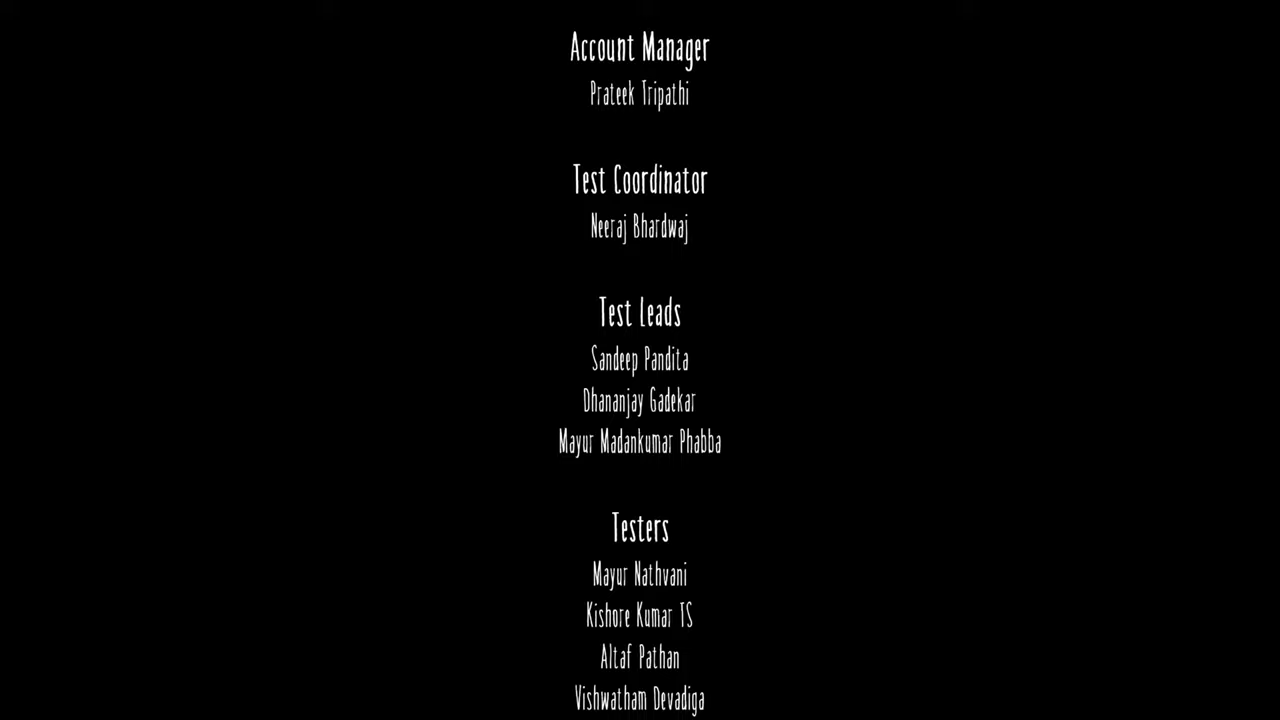 Account Manager
Prateek Tripathi
Test Coordinator
Neeraj Bhardwaj
Test Leads
Sandeep Pandita
Dhananjay Gadekar
Mayur Madankumar Phabba
Testers
Mayur Nathvani
Kishore Kumar TS
Altaf Pathan
Vishwatham Devadiga